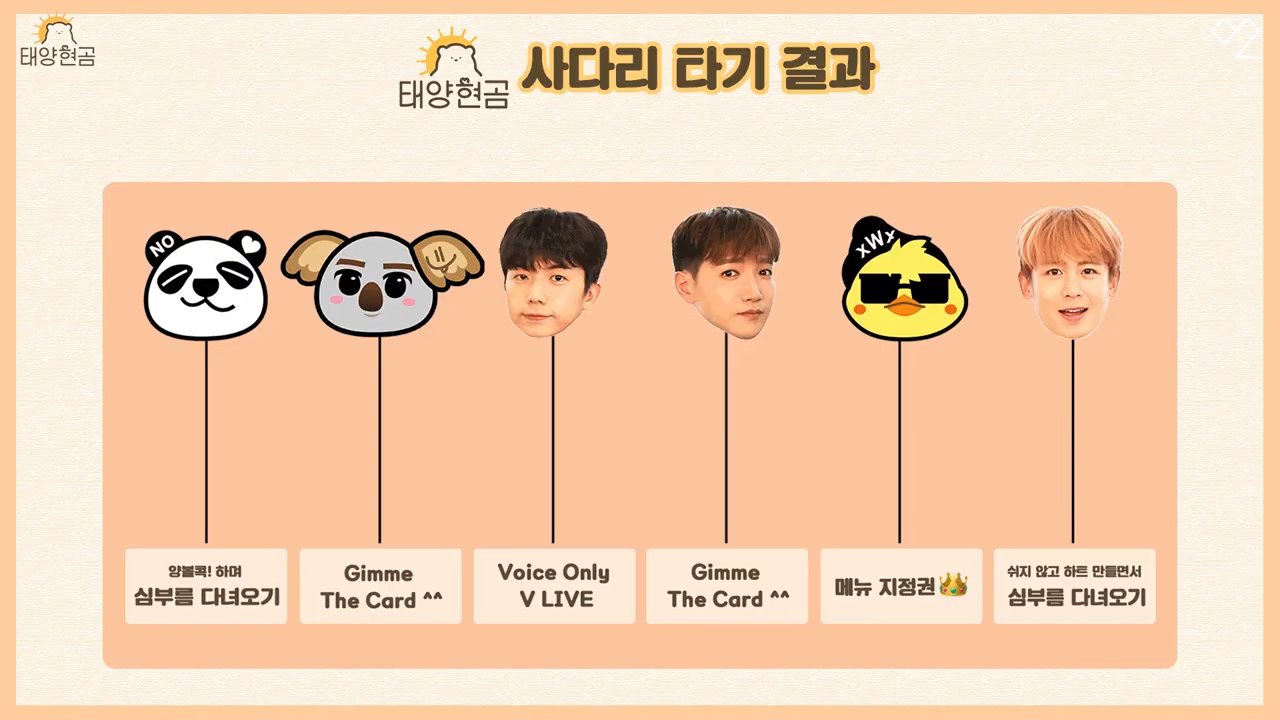 태양현곰
태양현곰 사다리 타기 결과
NO
xWx
양볼콕! 하며
심부름 다녀오기
Gimme
The Card ^^
Voice Only
V LIVE
Gimme
The Card ^^
메뉴 지정권
쉬지 않고 하트 만들면서
심부름 다녀오기